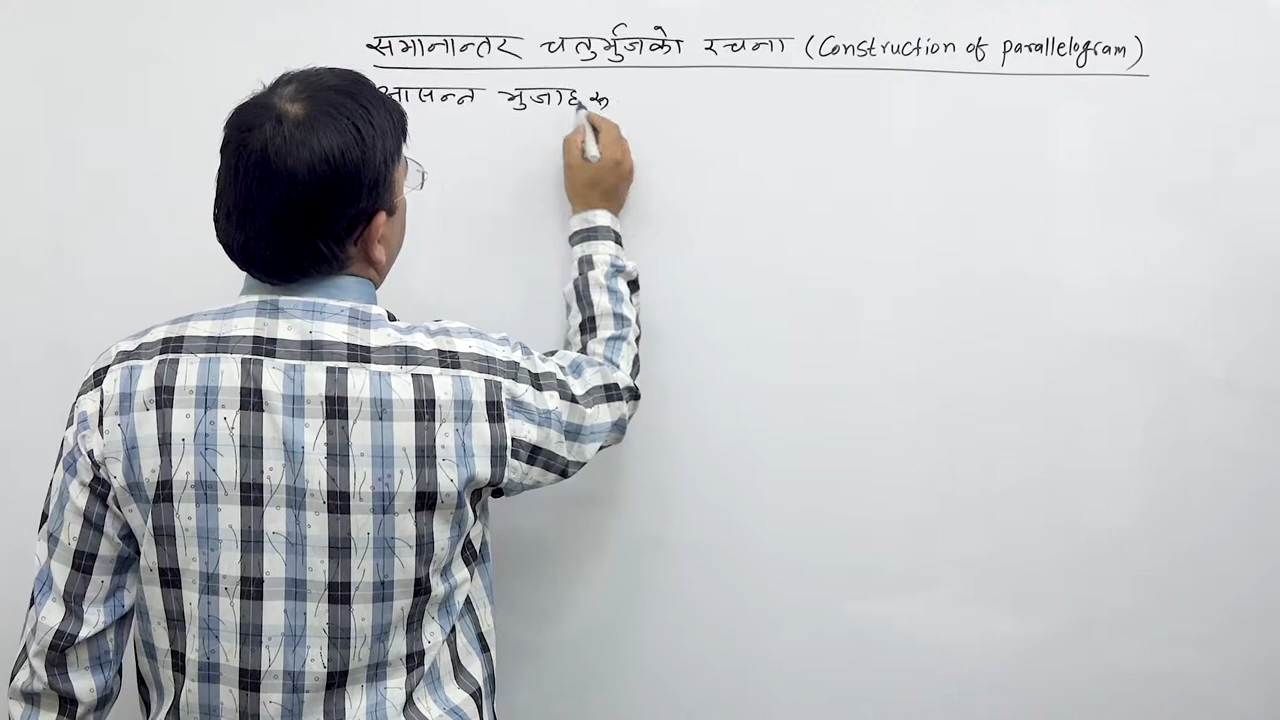 समानान्तर चतुर्भुजको रचना (Construction of parallelogram)
आसन्न भुजाहरू